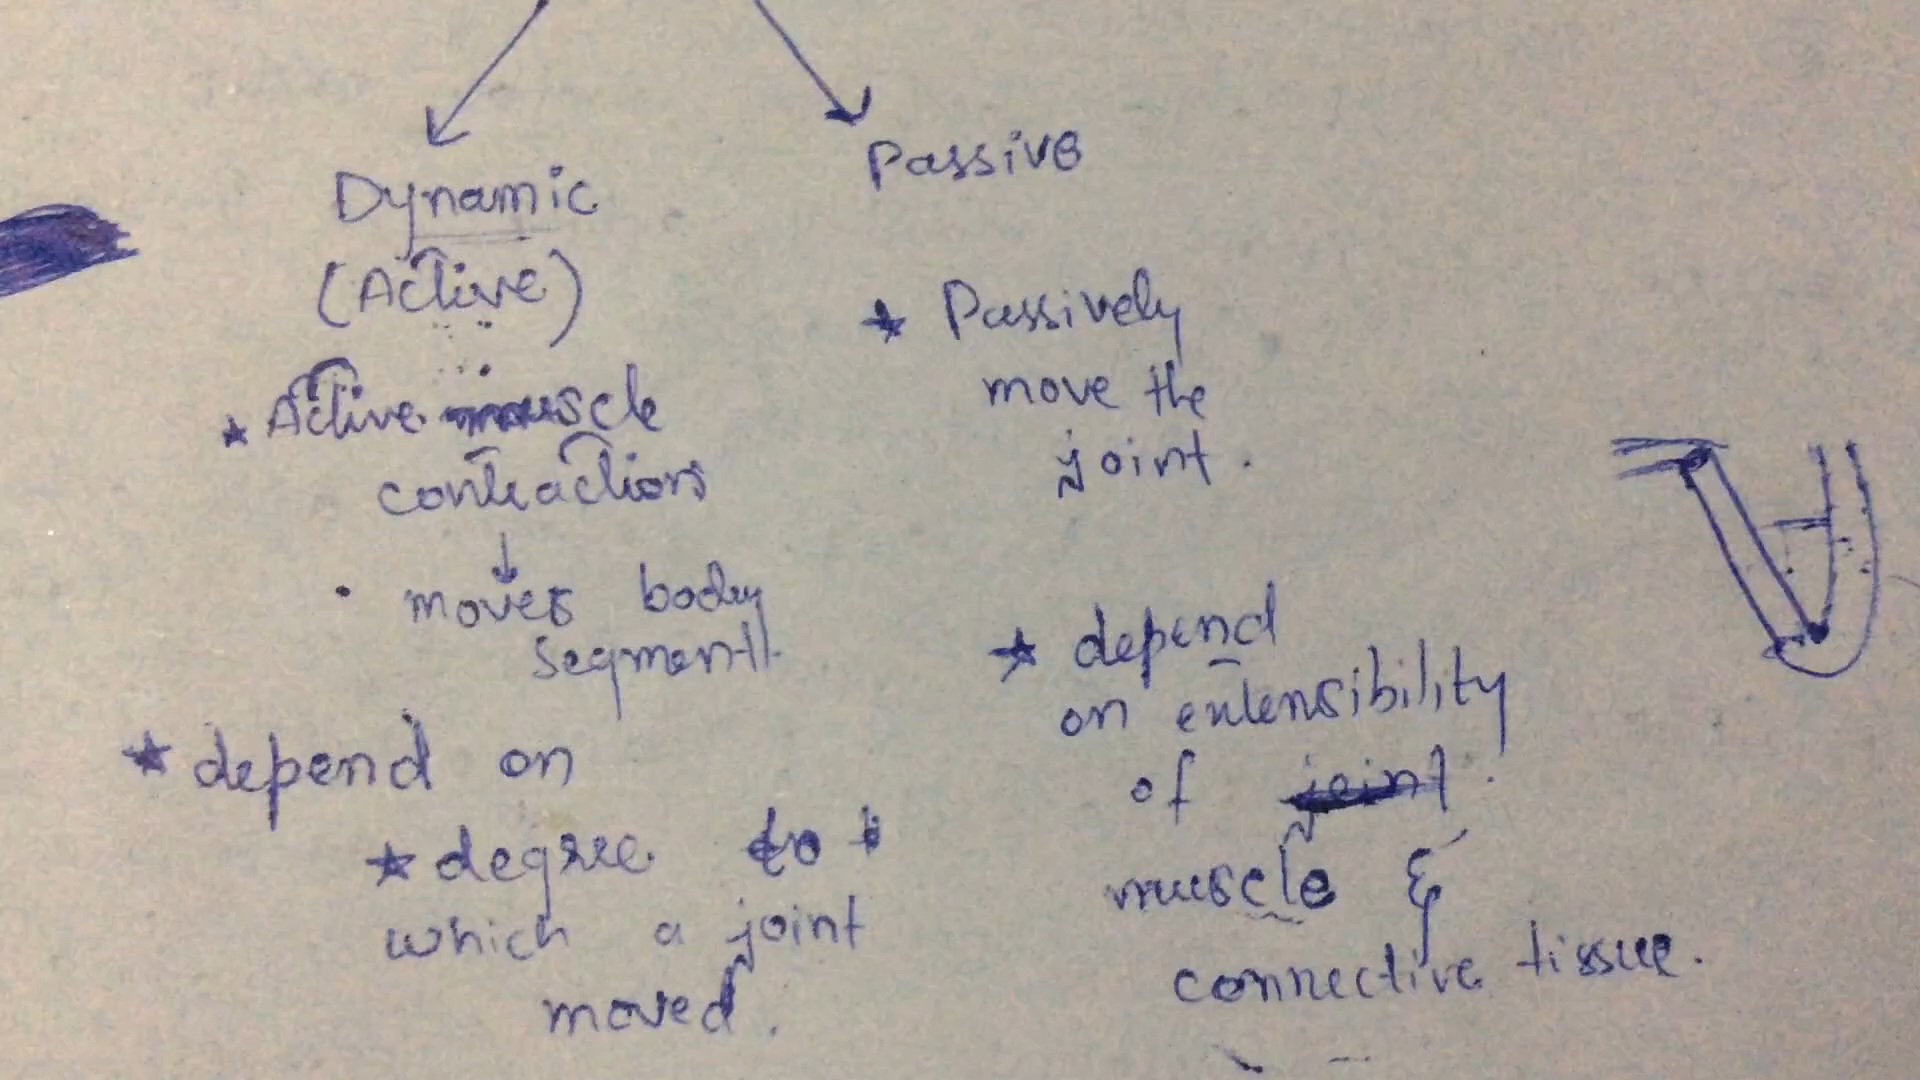 Dynamic
(Active)
* Active muscle
contractions
↓
• moves body
segment.
* depend on
* degree to
which a joint
moved.
Passive
* Passively
move the
joint.
* depend
on extensibility
of joint.
muscle &
connective tissue.